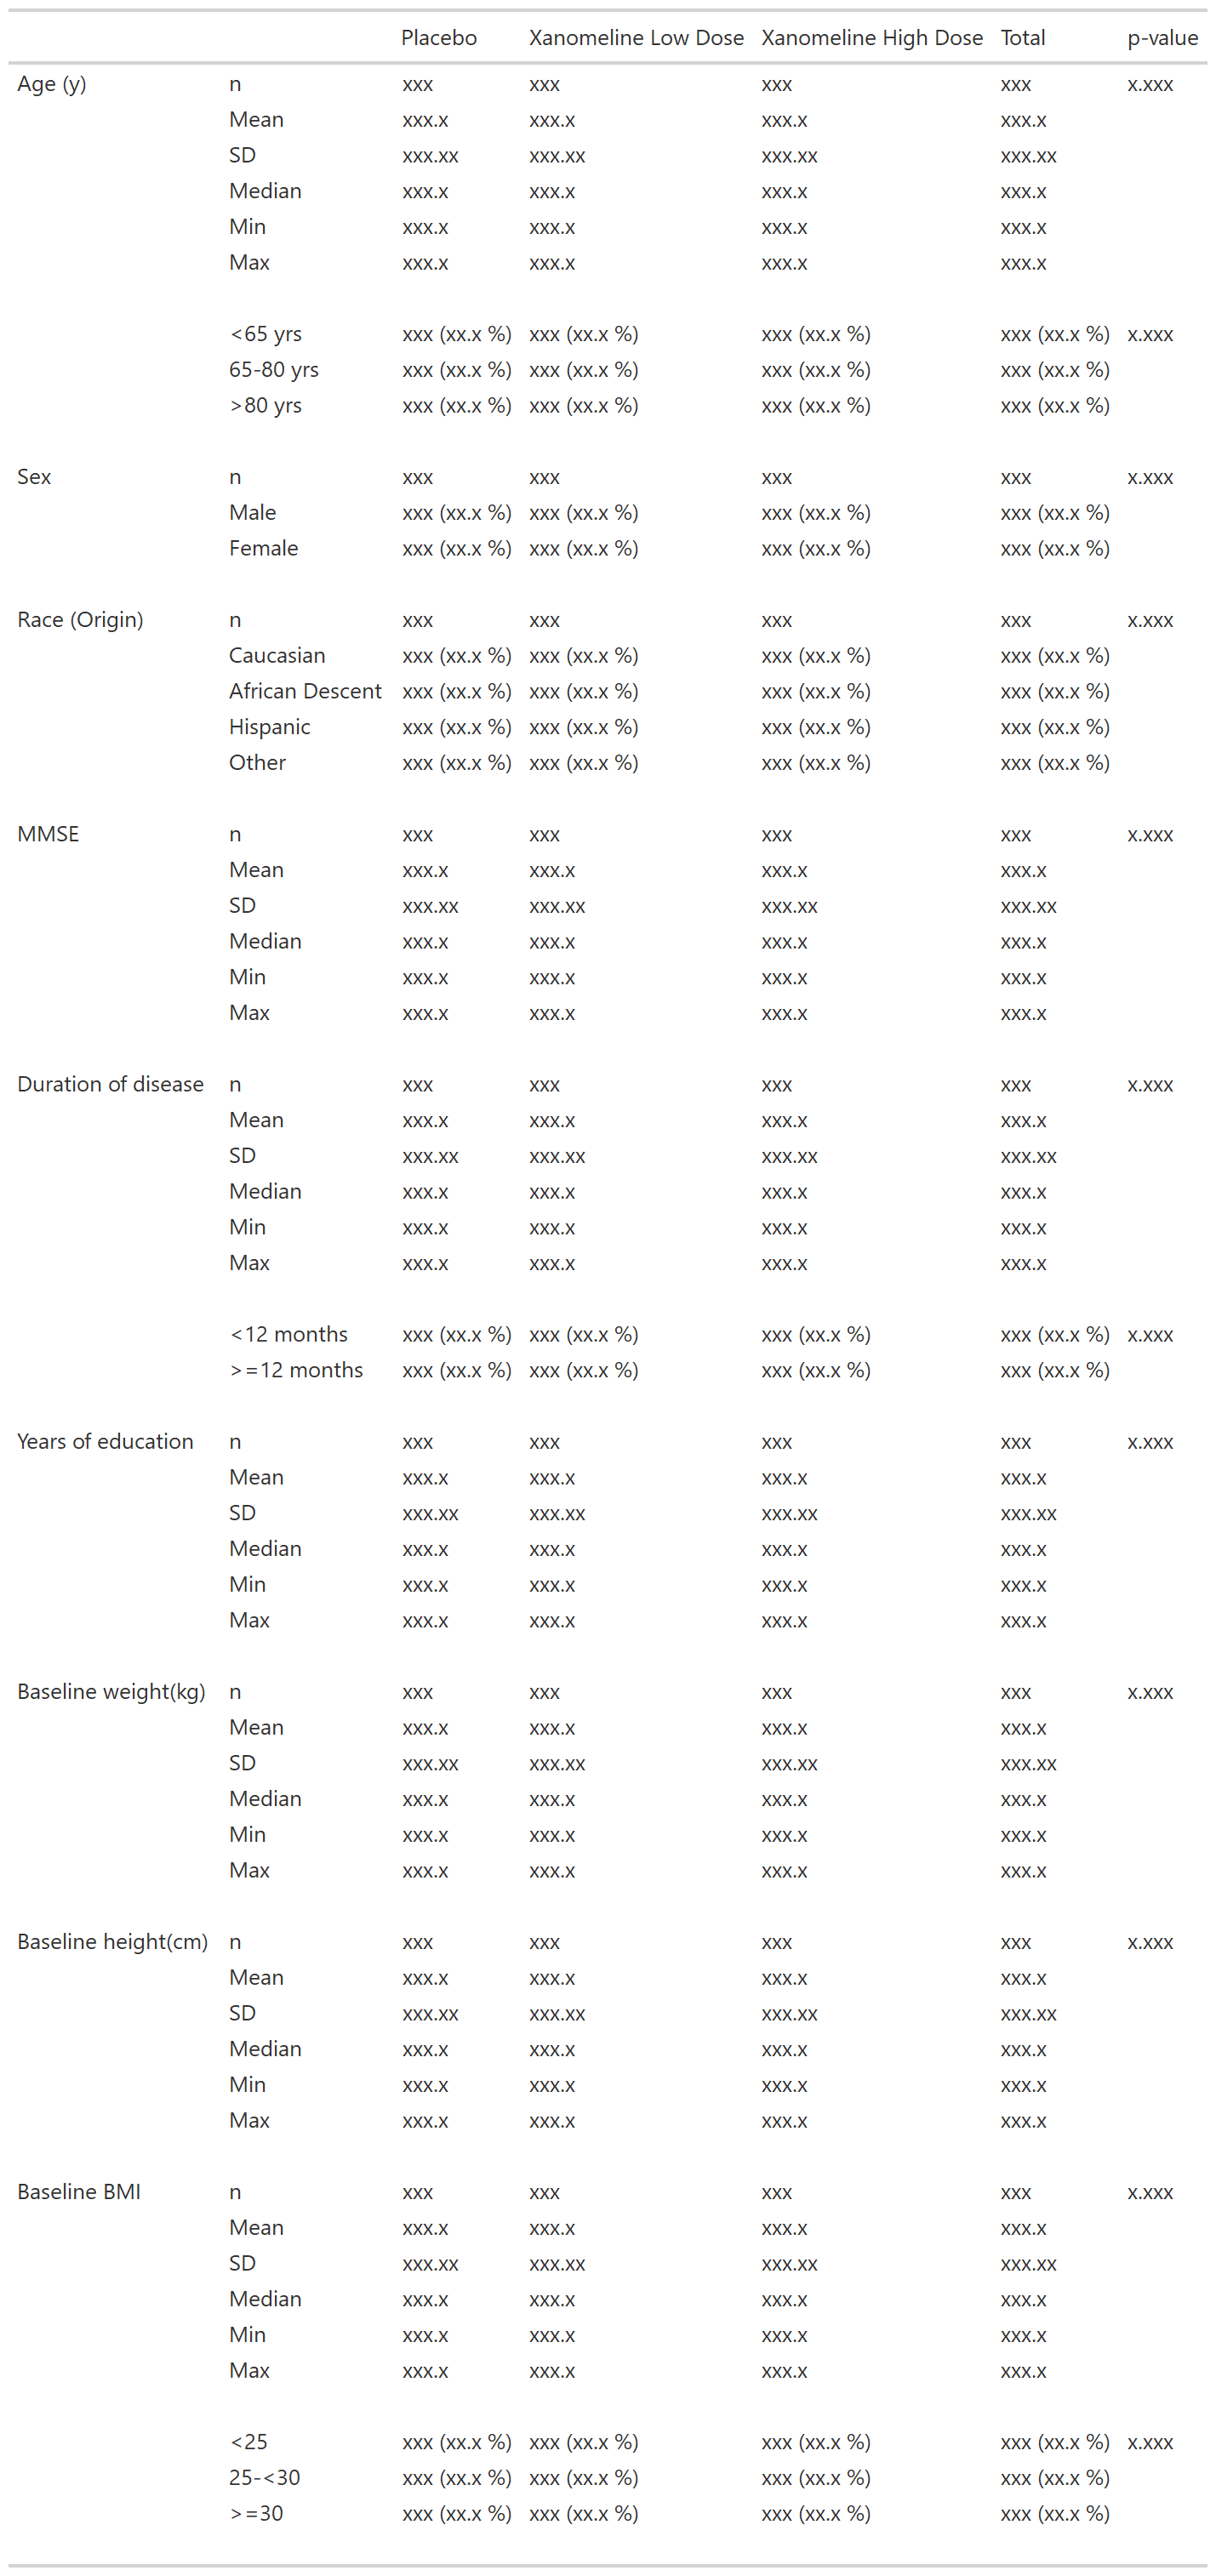 Placebo Xanomeline Low Dose Xanomeline High Dose Total p-value
Age (y) n xxx xxx xxx xxx x.xxx
Mean xxx.x xxx.x xxx.x xxx.x
SD xxx.xx xxx.xx xxx.xx xxx.xx
Median xxx.x xxx.x xxx.x xxx.x
Min xxx.x xxx.x xxx.x xxx.x
Max xxx.x xxx.x xxx.x xxx.x
<65 yrs xxx (xx.x %) xxx (xx.x %) xxx (xx.x %) xxx (xx.x %) x.xxx
65-80 yrs xxx (xx.x %) xxx (xx.x %) xxx (xx.x %) xxx (xx.x %)
>80 yrs xxx (xx.x %) xxx (xx.x %) xxx (xx.x %) xxx (xx.x %)
Sex n xxx xxx xxx xxx x.xxx
Male xxx (xx.x %) xxx (xx.x %) xxx (xx.x %) xxx (xx.x %)
Female xxx (xx.x %) xxx (xx.x %) xxx (xx.x %) xxx (xx.x %)
Race (Origin) n xxx xxx xxx xxx x.xxx
Caucasian xxx (xx.x %) xxx (xx.x %) xxx (xx.x %) xxx (xx.x %)
African Descent xxx (xx.x %) xxx (xx.x %) xxx (xx.x %) xxx (xx.x %)
Hispanic xxx (xx.x %) xxx (xx.x %) xxx (xx.x %) xxx (xx.x %)
Other xxx (xx.x %) xxx (xx.x %) xxx (xx.x %) xxx (xx.x %)
MMSE n xxx xxx xxx xxx x.xxx
Mean xxx.x xxx.x xxx.x xxx.x
SD xxx.xx xxx.xx xxx.xx xxx.xx
Median xxx.x xxx.x xxx.x xxx.x
Min xxx.x xxx.x xxx.x xxx.x
Max xxx.x xxx.x xxx.x xxx.x
Duration of disease n xxx xxx xxx xxx x.xxx
Mean xxx.x xxx.x xxx.x xxx.x
SD xxx.xx xxx.xx xxx.xx xxx.xx
Median xxx.x xxx.x xxx.x xxx.x
Min xxx.x xxx.x xxx.x xxx.x
Max xxx.x xxx.x xxx.x xxx.x
<12 months xxx (xx.x %) xxx (xx.x %) xxx (xx.x %) xxx (xx.x %) x.xxx
>=12 months xxx (xx.x %) xxx (xx.x %) xxx (xx.x %) xxx (xx.x %)
Years of education n xxx xxx xxx xxx x.xxx
Mean xxx.x xxx.x xxx.x xxx.x
SD xxx.xx xxx.xx xxx.xx xxx.xx
Median xxx.x xxx.x xxx.x xxx.x
Min xxx.x xxx.x xxx.x xxx.x
Max xxx.x xxx.x xxx.x xxx.x
Baseline weight(kg) n xxx xxx xxx xxx x.xxx
Mean xxx.x xxx.x xxx.x xxx.x
SD xxx.xx xxx.xx xxx.xx xxx.xx
Median xxx.x xxx.x xxx.x xxx.x
Min xxx.x xxx.x xxx.x xxx.x
Max xxx.x xxx.x xxx.x xxx.x
Baseline height(cm) n xxx xxx xxx xxx x.xxx
Mean xxx.x xxx.x xxx.x xxx.x
SD xxx.xx xxx.xx xxx.xx xxx.xx
Median xxx.x xxx.x xxx.x xxx.x
Min xxx.x xxx.x xxx.x xxx.x
Max xxx.x xxx.x xxx.x xxx.x
Baseline BMI n xxx xxx xxx xxx x.xxx
Mean xxx.x xxx.x xxx.x xxx.x
SD xxx.xx xxx.xx xxx.xx xxx.xx
Median xxx.x xxx.x xxx.x xxx.x
Min xxx.x xxx.x xxx.x xxx.x
Max xxx.x xxx.x xxx.x xxx.x
<25 xxx (xx.x %) xxx (xx.x %) xxx (xx.x %) xxx (xx.x %) x.xxx
25-<30 xxx (xx.x %) xxx (xx.x %) xxx (xx.x %) xxx (xx.x %)
>=30 xxx (xx.x %) xxx (xx.x %) xxx (xx.x %) xxx (xx.x %)